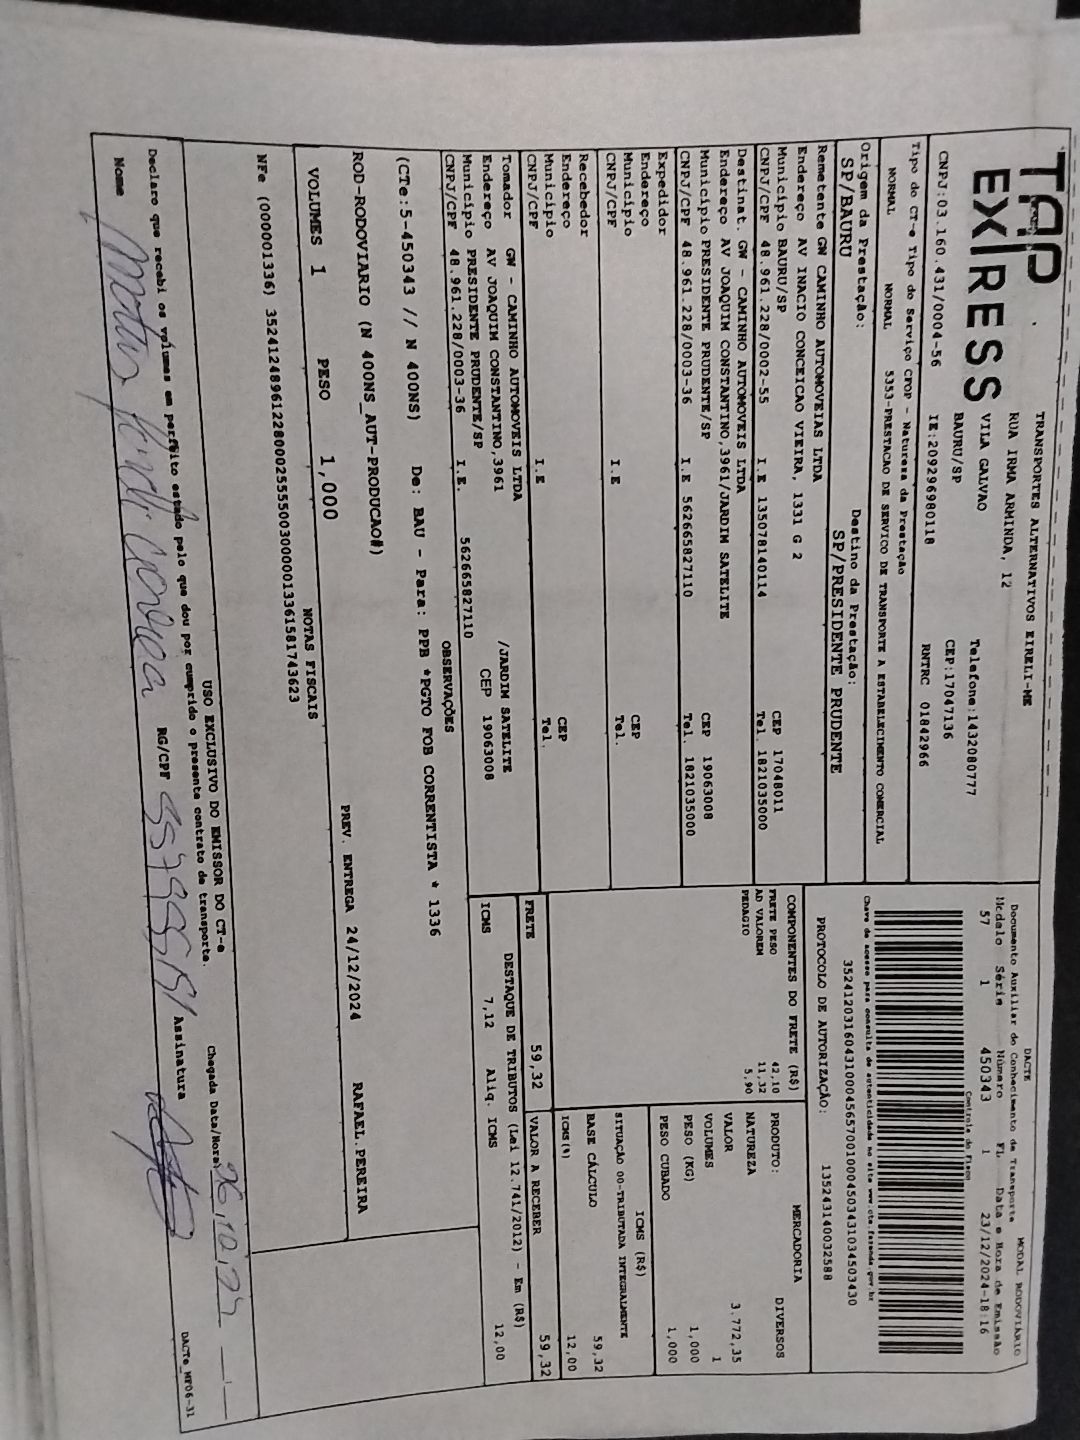 TAP EXPRESS
TRANSPORTES ALTERNATIVOS EIRELI-ME
RUA IRMA ARMINDA, 12
VILA GALVAO
BAURU/SP
Telefone:1432080777
CEP:17047136
CNPJ:03.160.431/0004-56 IE:209296980118 RNTRC 01842966
Tipo do CT-e Tipo do Serviço CFOP - Natureza da Prestação
NORMAL NORMAL 5353-PRESTACAO DE SERVICO DE TRANSPORTE A ESTABELECIMENTO COMERCIAL
Origem da Prestação: Destino da Prestação:
SP/BAURU SP/PRESIDENTE PRUDENTE
Remetente GW CAMINHO AUTOMOVEIAS LTDA
Endereço AV INACIO CONCEICAO VIEIRA, 1331 G 2
Município BAURU/SP CEP 17048011
CNPJ/CPF 48.961.228/0002-55 I.E 135078140114 Tel. 1821035000
Destinat. GW - CAMINHO AUTOMOVEIS LTDA
Endereço AV JOAQUIM CONSTANTINO,3961/JARDIM SATELITE
Município PRESIDENTE PRUDENTE/SP CEP 19063008
CNPJ/CPF 48.961.228/0003-36 I.E 562665827110 Tel. 1821035000
Expedidor
Endereço
Município CEP
CNPJ/CPF I.E Tel.
Recebedor
Endereço
Município CEP
CNPJ/CPF I.E Tel.
Tomador GW - CAMINHO AUTOMOVEIS LTDA
Endereço AV JOAQUIM CONSTANTINO,3961 /JARDIM SATELITE
Município PRESIDENTE PRUDENTE/SP CEP 19063008
CNPJ/CPF 48.961.228/0003-36 I.E. 562665827110
DACTE MODAL RODOVIÁRIO
Documento Auxiliar do Conhecimento de Transporte
Modelo Série Número FL Data e Hora de Emissão
57 1 450343 1 23/12/2024-18:16
Controle do Fisco
Chave de acesso para consulta de autenticidade no site www.cte.fazenda.gov.br
35241203160431000456570010004503431034503430
PROTOCOLO DE AUTORIZAÇÃO: 135243140032588
COMPONENTES DO FRETE (R$)
FRETE PESO 42,10
AD VALOREM 11,32
PEDAGIO 5,90
MERCADORIA
PRODUTO: DIVERSOS
NATUREZA
VALOR 3.772,35
VOLUMES 1
PESO (KG) 1,000
PESO CUBADO 1,000
ICMS (R$)
SITUAÇÃO 00-TRIBUTADA INTEGRALMENTE
BASE CÁLCULO 59,32
ICMS(%) 12,00
FRETE 59,32 VALOR A RECEBER 59,32
DESTAQUE DE TRIBUTOS (Lei 12.741/2012) - Em (R$)
ICMS 7,12 Alíq. ICMS 12,00
OBSERVAÇÕES
(CTe:5-450343 // N 400NS) De: BAU - Para: PPB *PGTO FOB CORRENTISTA * 1336
ROD-RODOVIARIO (N 400NS_AUT-PRODUCAO#)
PREV. ENTREGA 24/12/2024 RAFAEL.PEREIRA
VOLUMES 1 PESO 1,000
NOTAS FISCAIS
NFe (000001336) 35241248961228000255550030000013361581743623
USO EXCLUSIVO DO EMISSOR DO CT-e
Declaro que recebi os volumes em perfeito estado pelo que dou por cumprido o presente contrato de transporte.
Chegada Data/Hora)
Nome RG/CPF Assinatura
DACTe_MP06-31